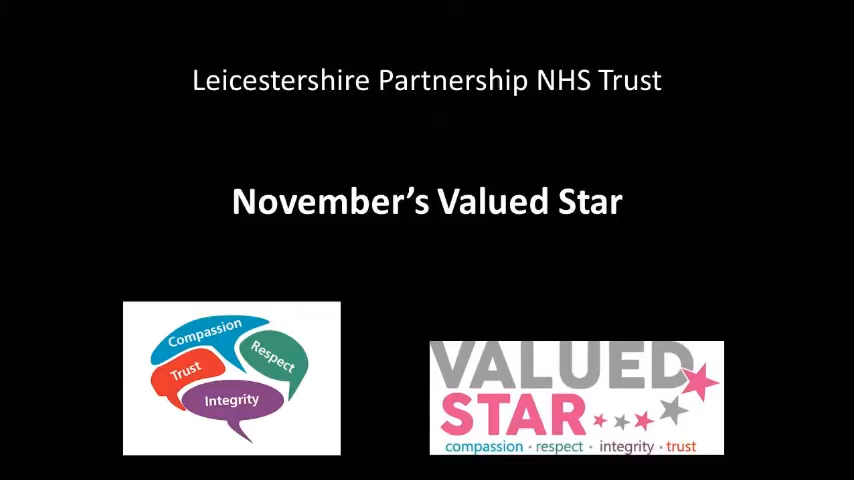 Leicestershire Partnership NHS Trust
November’s Valued Star
Compassion
Respect
Trust
Integrity
VALUED
STAR
compassion • respect • integrity • trust